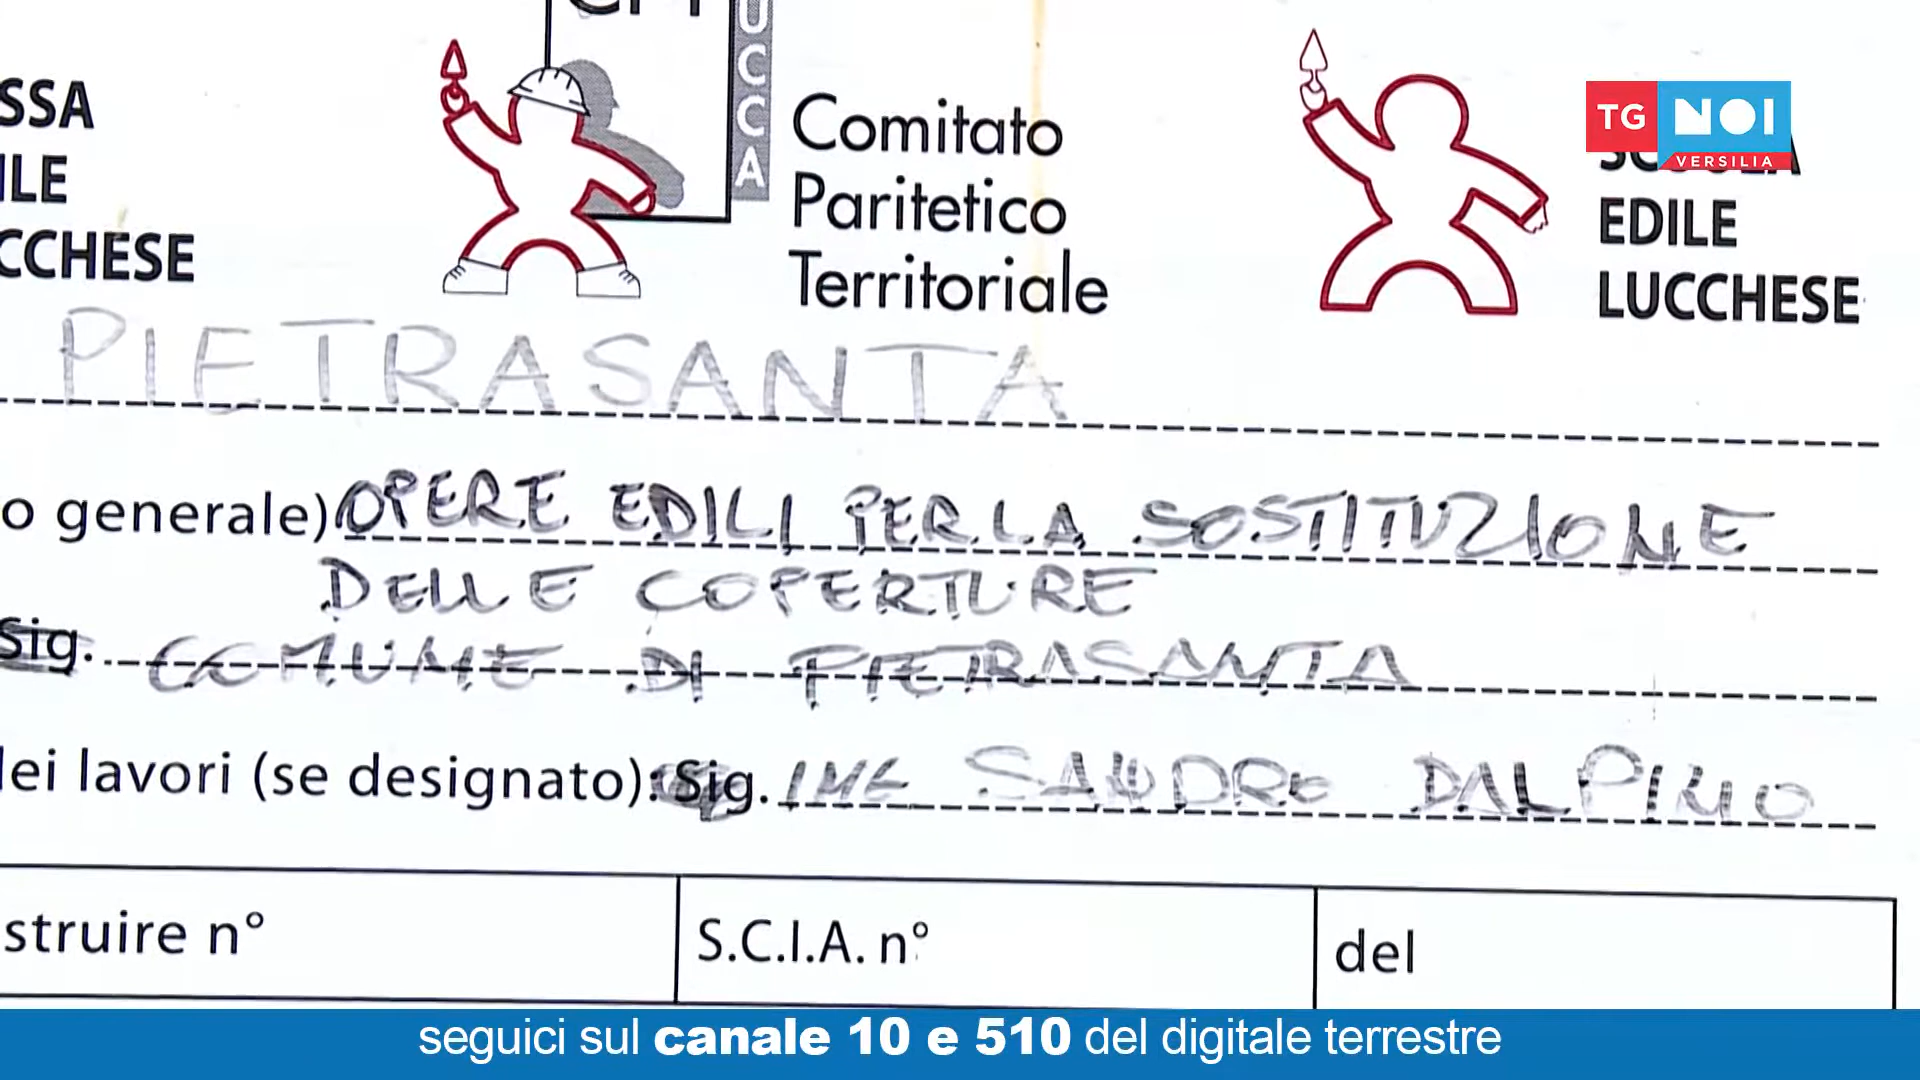 LUCCA
SSA
ILE
CCHESE
Comitato
Paritetico
Territoriale
TG NOI
VERSILIA
EDILE
LUCCHESE
PIETRASANTA
o generale) OPERE EDILI PER LA SOSTITUZIONE
DELLE COPERTURE
Sig. COMUNE DI PIETRASANTA
dei lavori (se designato): Sig. ING SANDRO DAL PINO
struire n°
S.C.I.A. n°
del
seguici sul canale 10 e 510 del digitale terrestre